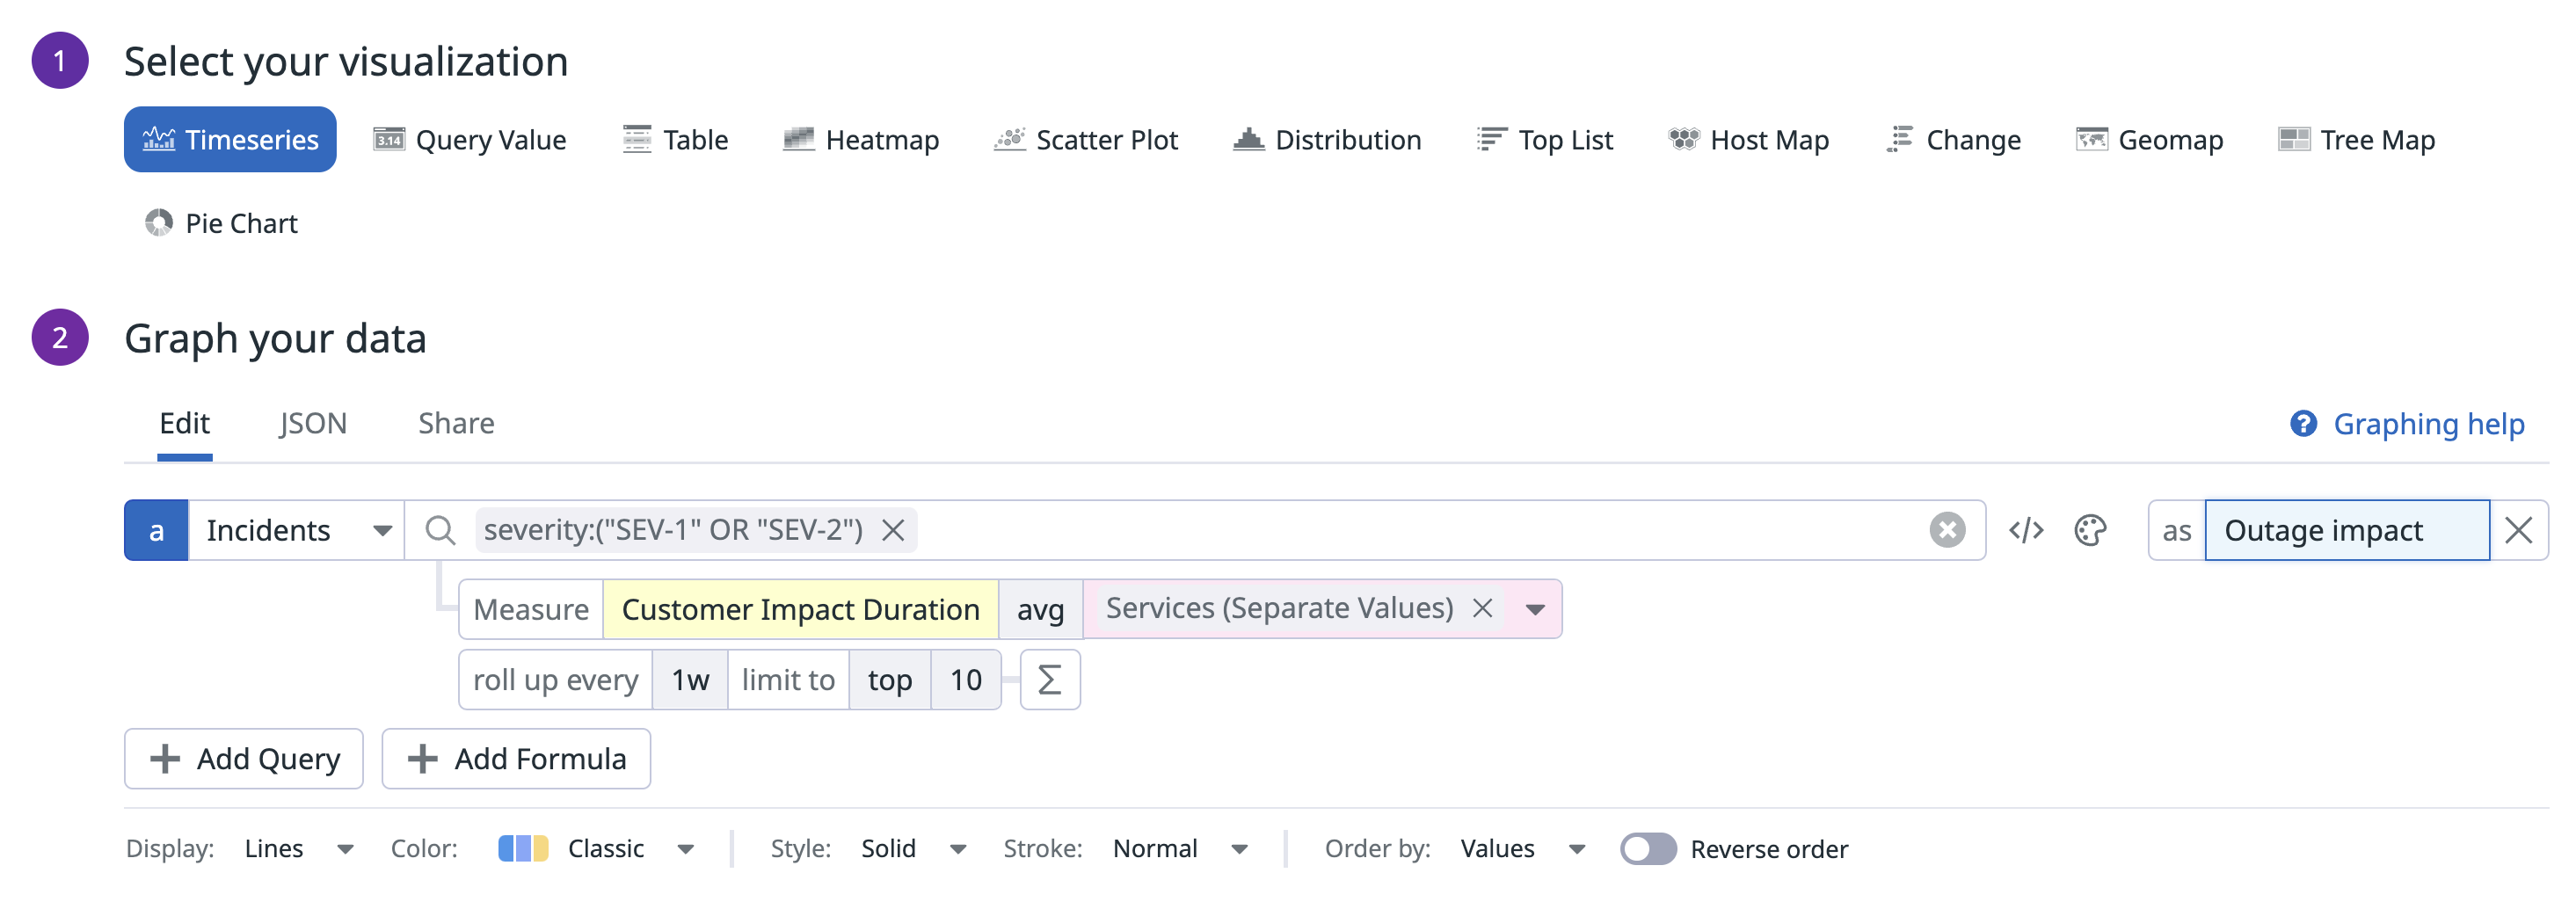 1 Select your visualization
Timeseries 3.14 Query Value Table Heatmap Scatter Plot Distribution Top List Host Map Change Geomap Tree Map
Pie Chart
2 Graph your data
Edit JSON Share ? Graphing help
a Incidents severity:("SEV-1" OR "SEV-2") as Outage impact
Measure Customer Impact Duration avg Services (Separate Values)
roll up every 1w limit to top 10 Σ
+ Add Query + Add Formula
Display: Lines Color: Classic Style: Solid Stroke: Normal Order by: Values Reverse order